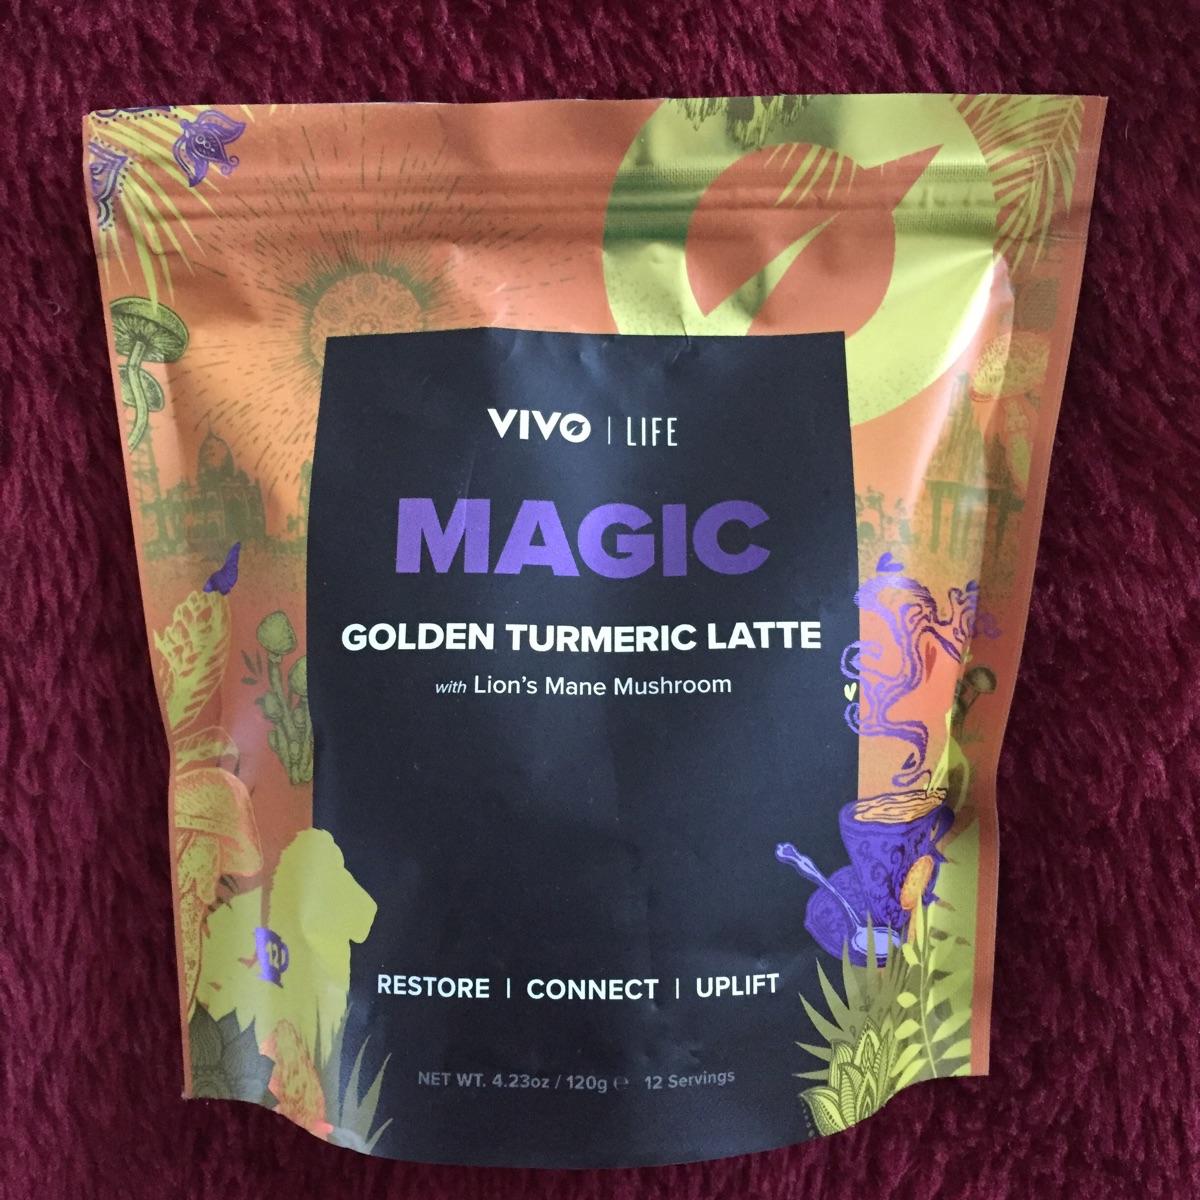 VIVO | LIFE
MAGIC
GOLDEN TURMERIC LATTE
with Lion's Mane Mushroom
12
RESTORE | CONNECT | UPLIFT
NET WT. 4.23oz / 120g ℮ 12 Servings